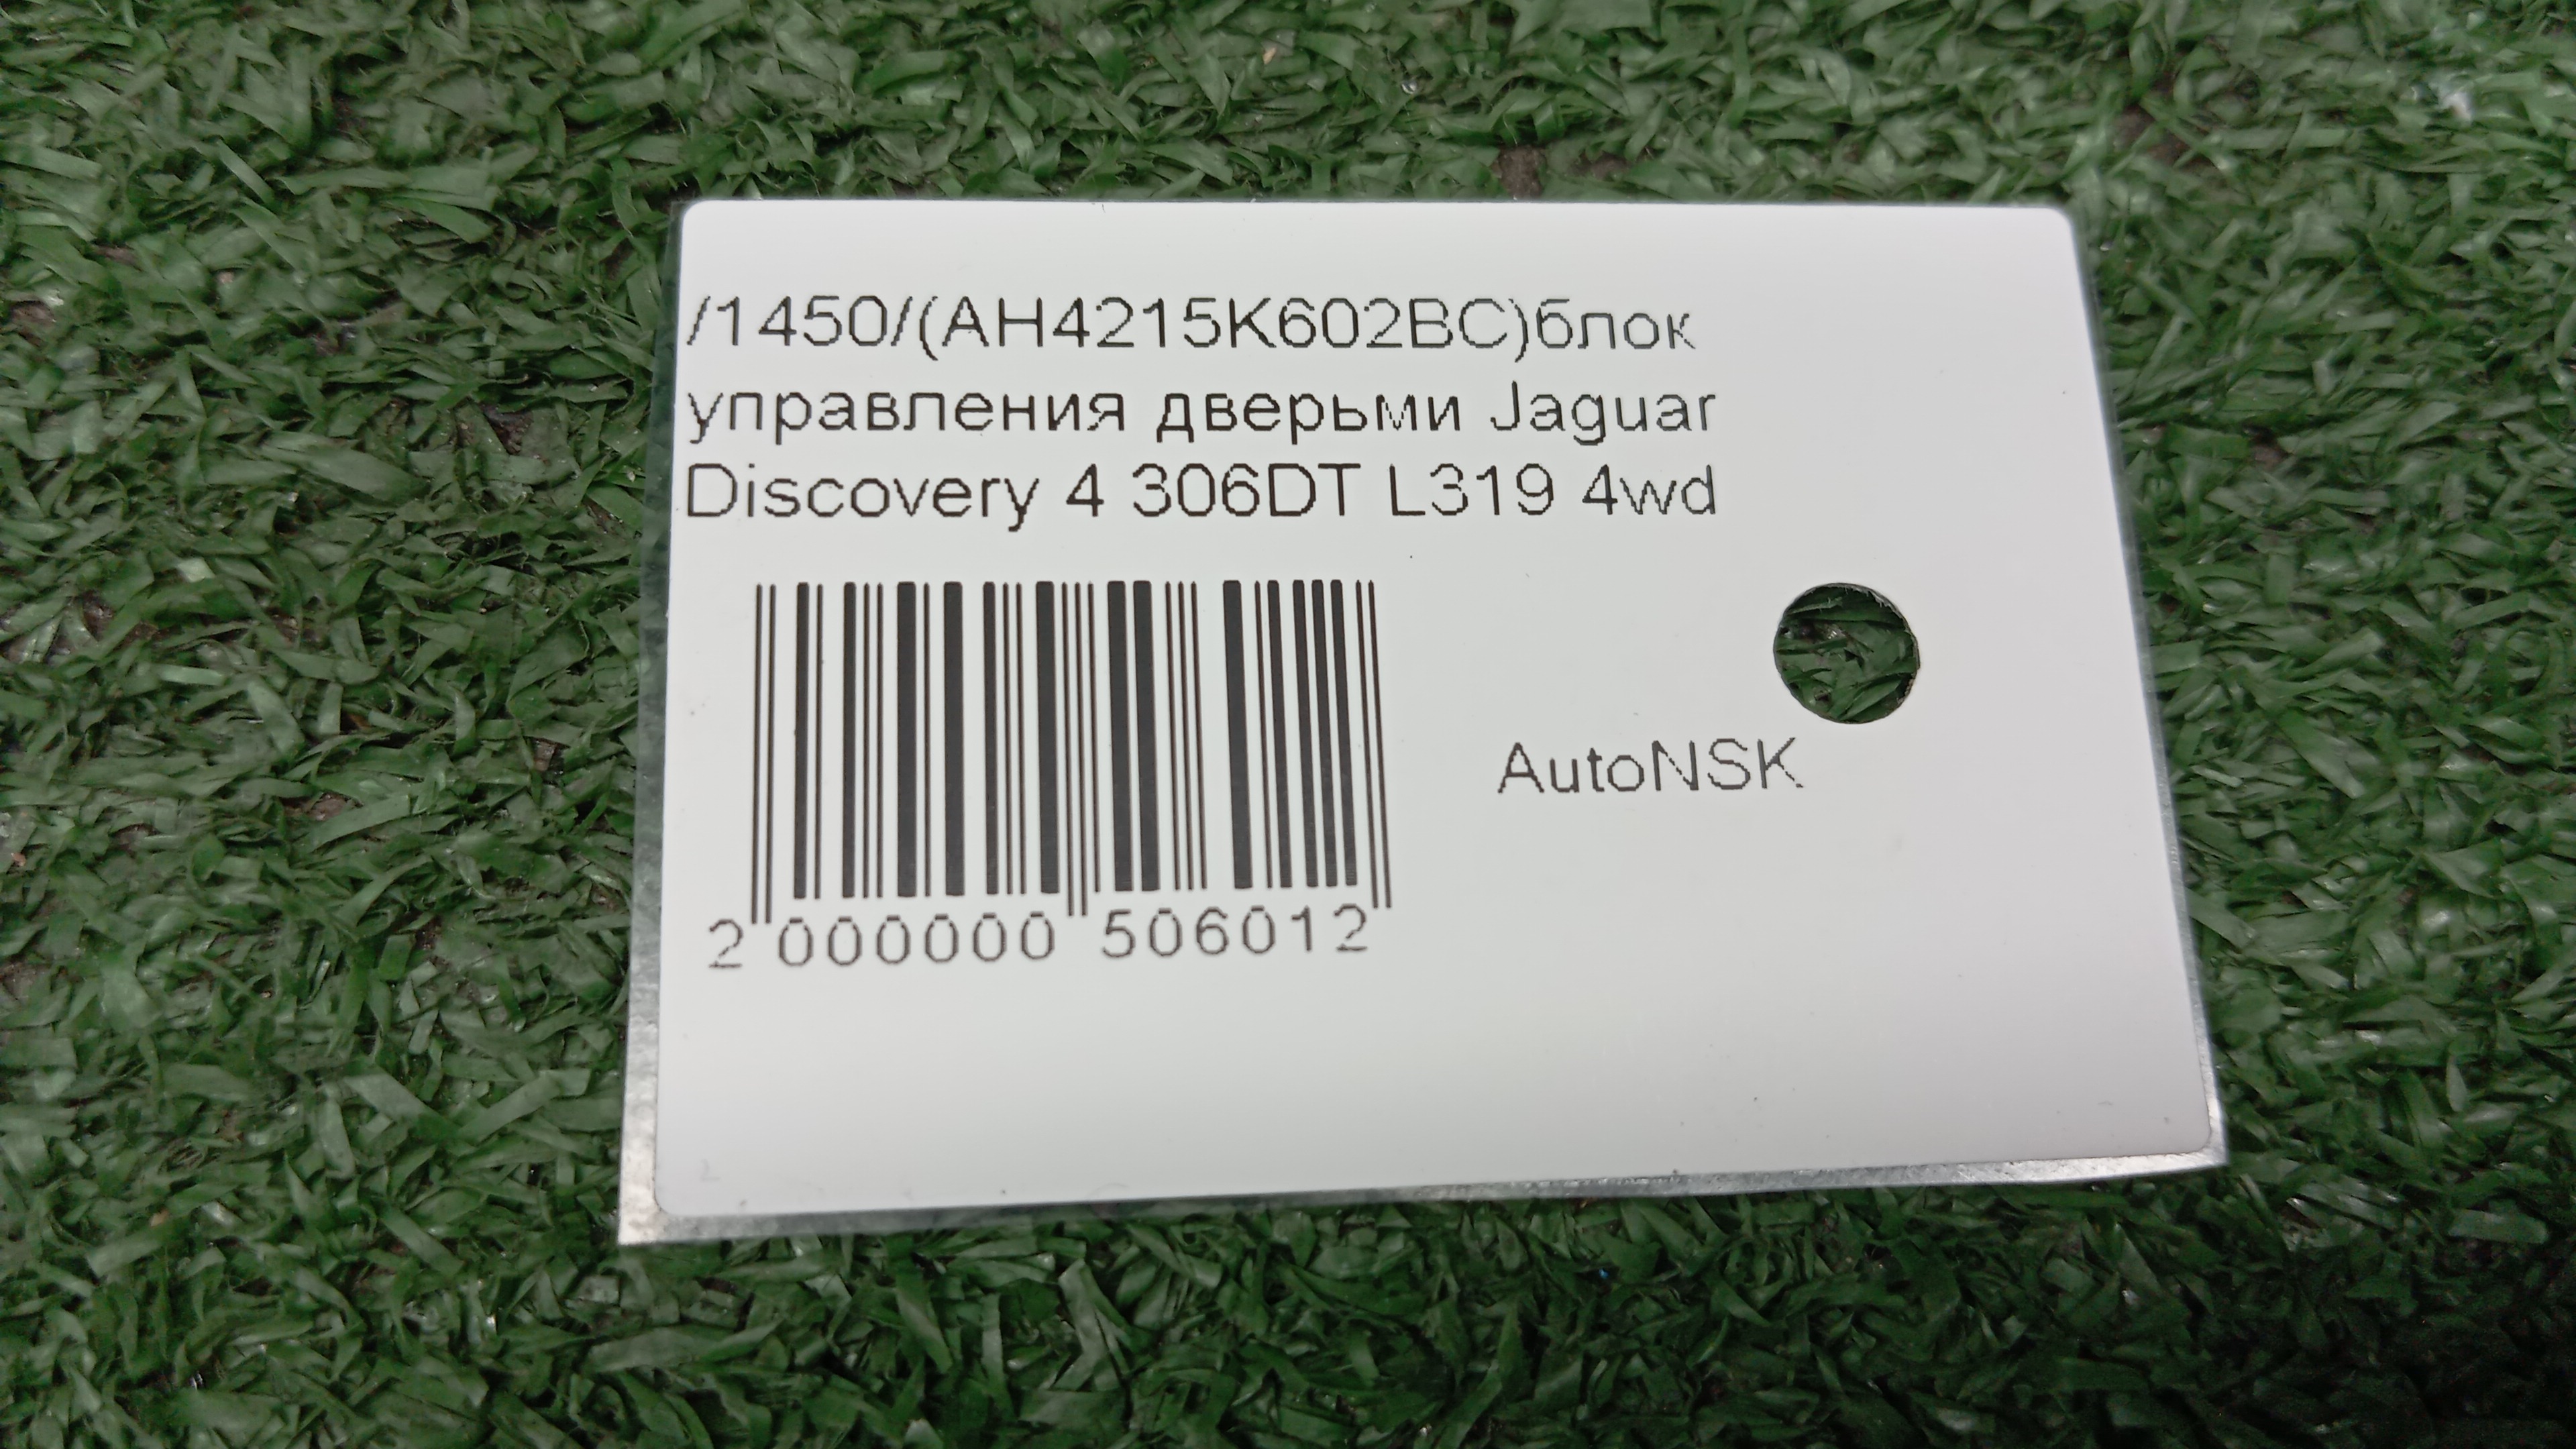 /1450/(AH4215K602BC)блок
управления дверьми Jaguar
Discovery 4 306DT L319 4wd
AutoNSK
2 000000 506012